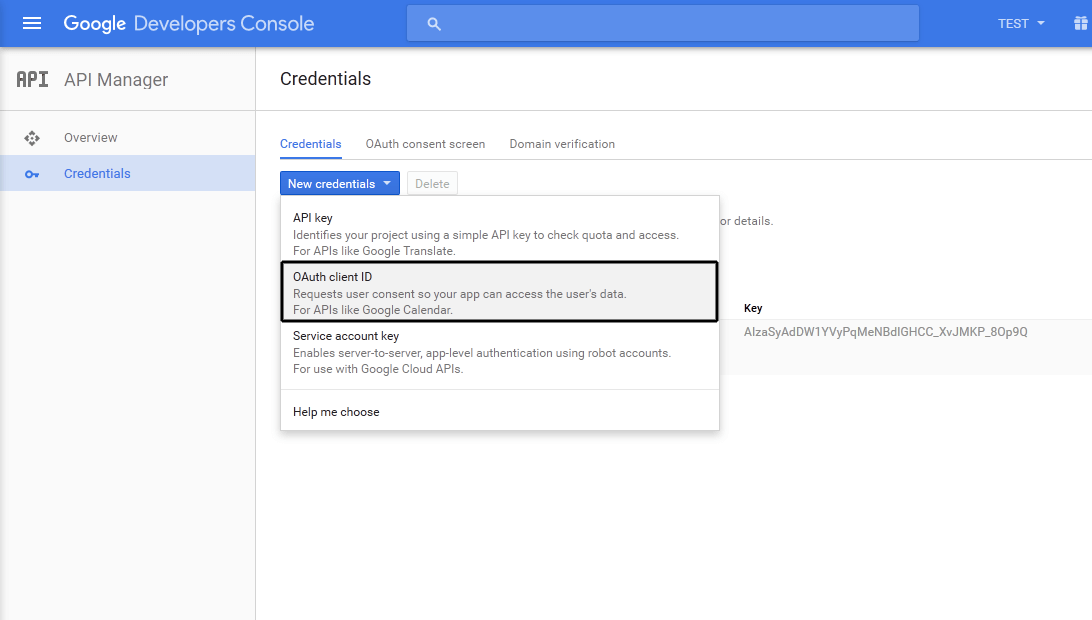 Google Developers Console
TEST
API API Manager
Credentials
Overview
Credentials
Credentials OAuth consent screen Domain verification
New credentials Delete
or details.
API key
Identifies your project using a simple API key to check quota and access.
For APIs like Google Translate.
OAuth client ID
Requests user consent so your app can access the user's data.
For APIs like Google Calendar.
Service account key
Enables server-to-server, app-level authentication using robot accounts.
For use with Google Cloud APIs.
Help me choose
Key
AIzaSyAdDW1YVyPqMeNBdIGHCC_XvJMKP_8Op9Q